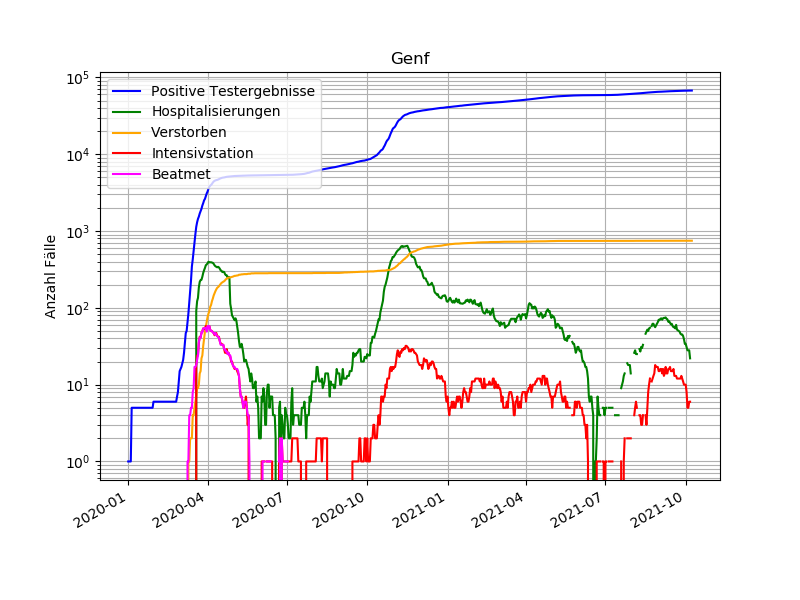 Genf
Positive Testergebnisse
Hospitalisierungen
Verstorben
Intensivstation
Beatmet
Anzahl Fälle
10^5
10^4
10^3
10^2
10^1
10^0
2020-01
2020-04
2020-07
2020-10
2021-01
2021-04
2021-07
2021-10